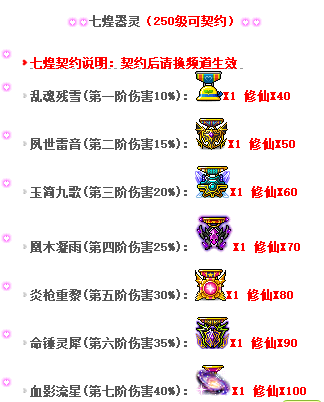 七煌器灵（250级可契约）
七煌契约说明：契约后请换频道生效
乱魂残雪(第一阶伤害10%)：X1 修仙X40
夙世雷音(第二阶伤害15%)：X1 修仙X50
玉简九歌(第三阶伤害20%)：X1 修仙X60
凰木凝雨(第四阶伤害25%)：X1 修仙X70
炎枪重黎(第五阶伤害30%)：X1 修仙X80
命锤灵犀(第六阶伤害35%)：X1 修仙X90
血影流星(第七阶伤害40%)：X1 修仙X100